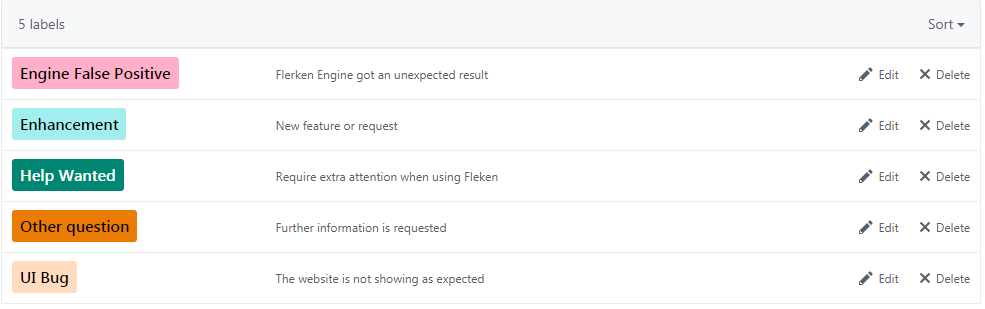 5 labels Sort
Engine False Positive Flerken Engine got an unexpected result Edit Delete
Enhancement New feature or request Edit Delete
Help Wanted Require extra attention when using Fleken Edit Delete
Other question Further information is requested Edit Delete
UI Bug The website is not showing as expected Edit Delete